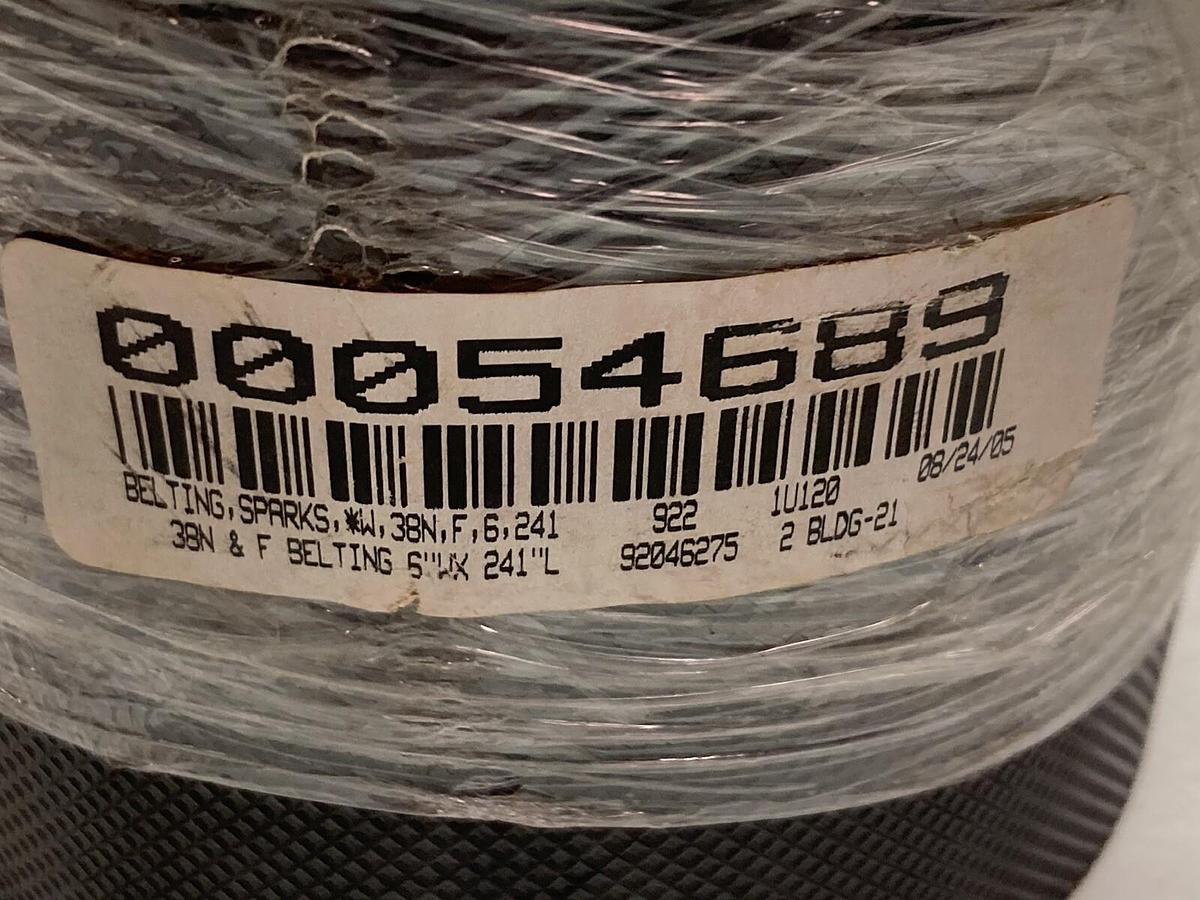 00054689
08/24/05
BELTING,SPARKS,*W,38N,F,6,241 922 1U120
38N & F BELTING 6"WX 241"L 92046275 2 BLDG-21